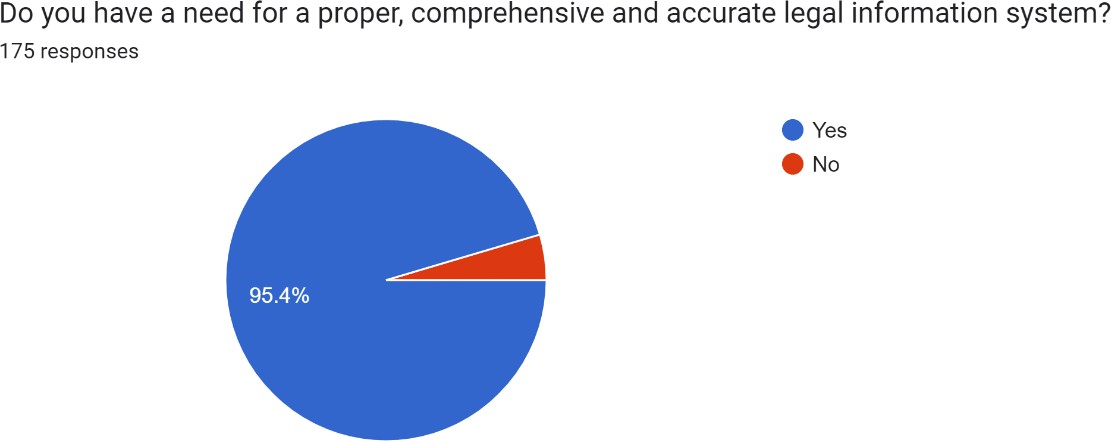 Do you have a need for a proper, comprehensive and accurate legal information system?
175 responses
Yes
No
95.4%